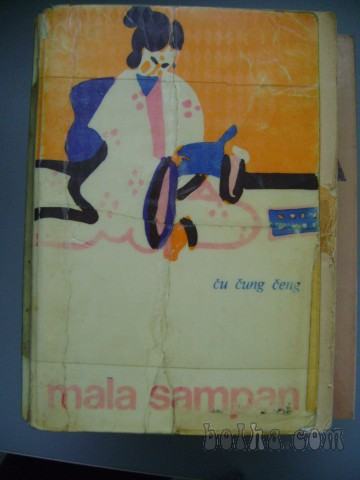 ču čung čeng
mala sampan
bolha.com